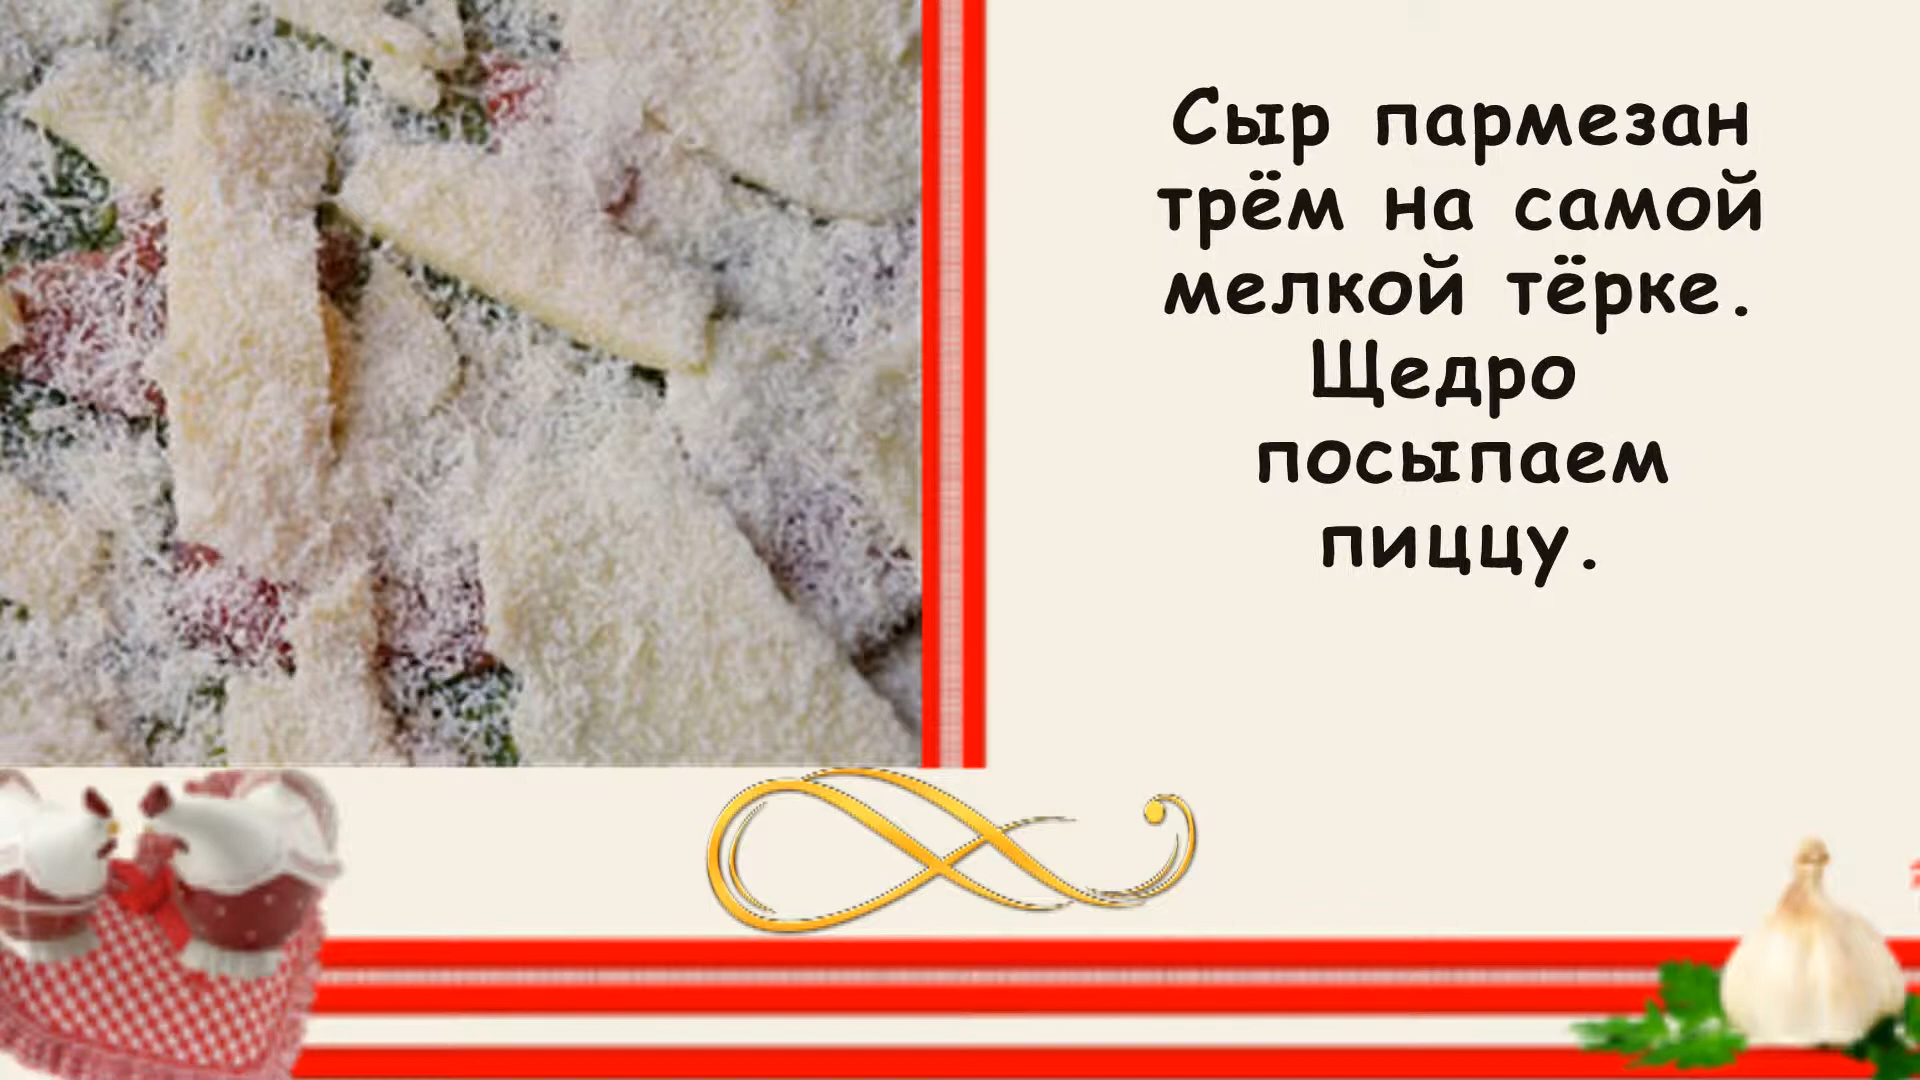 Сыр пармезан
трём на самой
мелкой тёрке.
Щедро
посыпаем
пиццу.